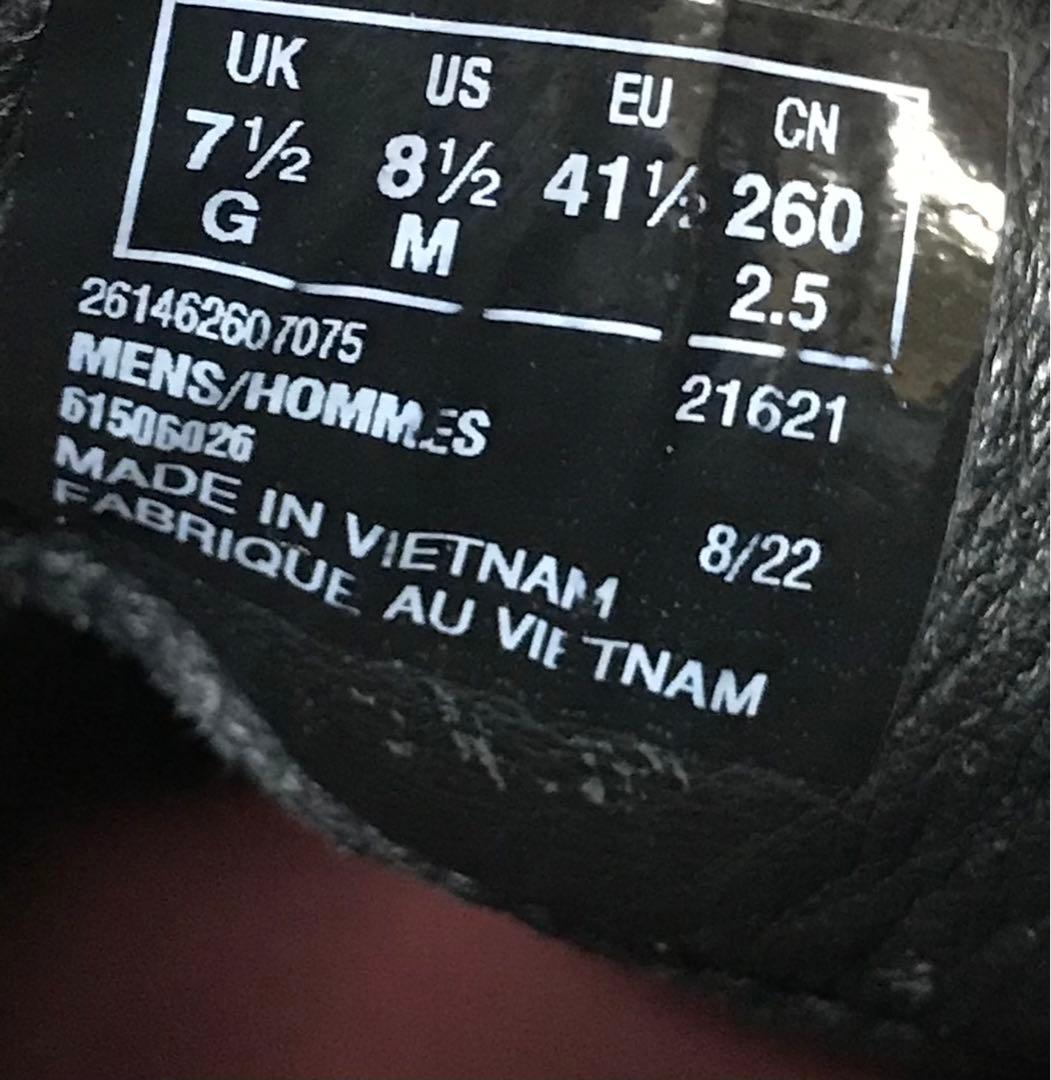 UK US EU CN
7½ 8½ 41½ 260
G M 2.5
261462607075
MENS/HOMMES 21621
61506026
MADE IN VIETNAM 8/22
FABRIQUE AU VIETNAM